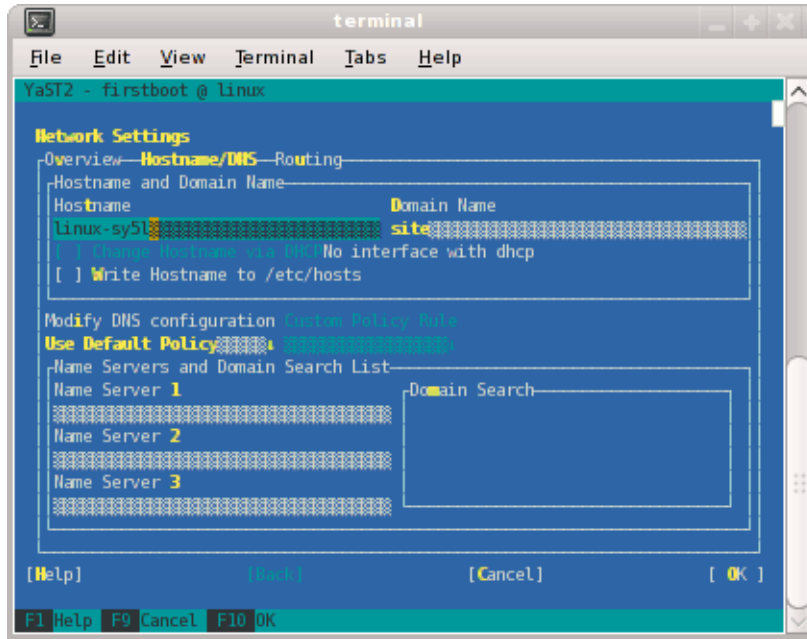 terminal
File Edit View Terminal Tabs Help
YaST2 - firstboot @ linux
Network Settings
Overview Hostname/DNS Routing
Hostname and Domain Name
Hostname Domain Name
linux-sy5l site
[ ] Change Hostname via DHCP No interface with dhcp
[ ] Write Hostname to /etc/hosts
Modify DNS configuration Custom Policy Rule
Use Default Policy
Name Servers and Domain Search List
Name Server 1 Domain Search
Name Server 2
Name Server 3
[Help] [Back] [Cancel] [ OK ]
F1 Help F9 Cancel F10 OK